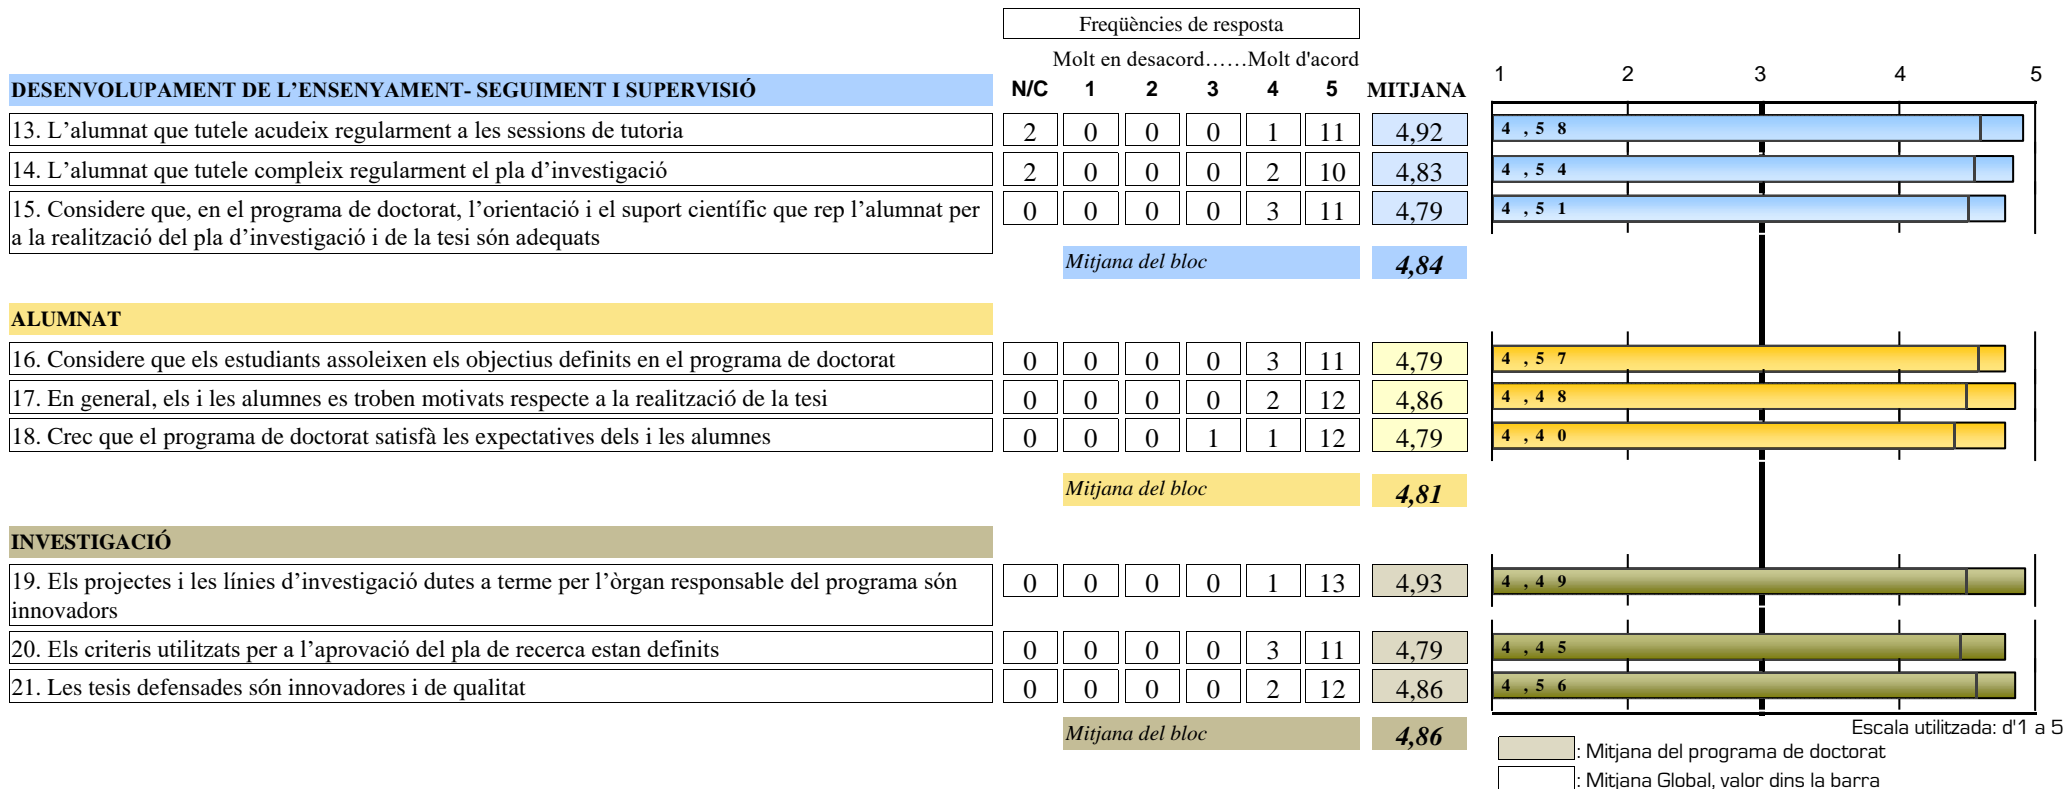 Freqüències de resposta
Molt en desacord……Molt d'acord
DESENVOLUPAMENT DE L’ENSENYAMENT- SEGUIMENT I SUPERVISIÓ N/C 1 2 3 4 5 MITJANA 1 2 3 4 5
13. L’alumnat que tutele acudeix regularment a les sessions de tutoria 2 0 0 0 1 11 4,92 4,58
14. L’alumnat que tutele compleix regularment el pla d’investigació 2 0 0 0 2 10 4,83 4,54
15. Considere que, en el programa de doctorat, l’orientació i el suport científic que rep l’alumnat per 0 0 0 0 3 11 4,79 4,51
a la realització del pla d’investigació i de la tesi són adequats
Mitjana del bloc 4,84
ALUMNAT
16. Considere que els estudiants assoleixen els objectius definits en el programa de doctorat 0 0 0 0 3 11 4,79 4,57
17. En general, els i les alumnes es troben motivats respecte a la realització de la tesi 0 0 0 0 2 12 4,86 4,48
18. Crec que el programa de doctorat satisfà les expectatives dels i les alumnes 0 0 0 1 1 12 4,79 4,40
Mitjana del bloc 4,81
INVESTIGACIÓ
19. Els projectes i les línies d’investigació dutes a terme per l’òrgan responsable del programa són 0 0 0 0 1 13 4,93 4,49
innovadors
20. Els criteris utilitzats per a l’aprovació del pla de recerca estan definits 0 0 0 0 3 11 4,79 4,45
21. Les tesis defensades són innovadores i de qualitat 0 0 0 0 2 12 4,86 4,56
Mitjana del bloc 4,86
Escala utilitzada: d'1 a 5
: Mitjana del programa de doctorat
: Mitjana Global, valor dins la barra